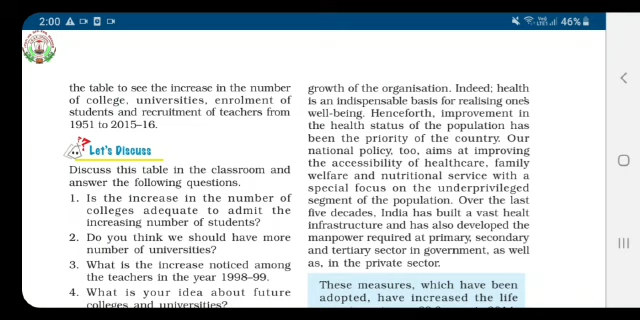 2:00
46%
the table to see the increase in the number
of college, universities, enrolment of
students and recruitment of teachers from
1951 to 2015–16.
Let's Discuss
Discuss this table in the classroom and
answer the following questions.
1. Is the increase in the number of
colleges adequate to admit the
increasing number of students?
2. Do you think we should have more
number of universities?
3. What is the increase noticed among
the teachers in the year 1998–99.
4. What is your idea about future
colleges and universities?
growth of the organisation. Indeed; health
is an indispensable basis for realising one's
well-being. Henceforth, improvement in
the health status of the population has
been the priority of the country. Our
national policy, too, aims at improving
the accessibility of healthcare, family
welfare and nutritional service with a
special focus on the underprivileged
segment of the population. Over the last
five decades, India has built a vast healt
infrastructure and has also developed the
manpower required at primary, secondary
and tertiary sector in government, as well
as, in the private sector.
These measures, which have been
adopted, have increased the life